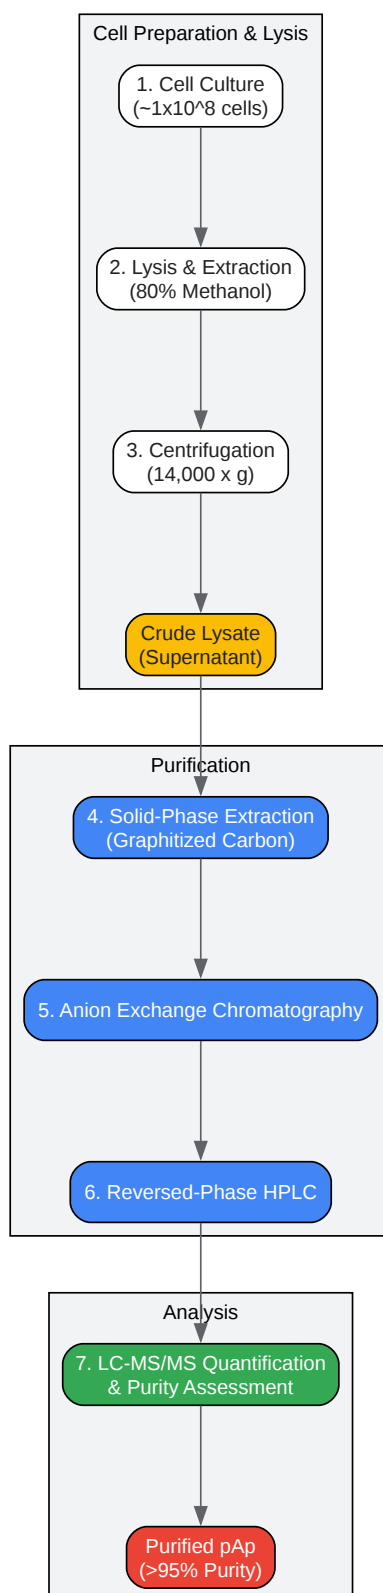 Cell Preparation & Lysis
1. Cell Culture
(~1x10^8 cells)
2. Lysis & Extraction
(80% Methanol)
3. Centrifugation
(14,000 x g)
Crude Lysate
(Supernatant)
Purification
4. Solid-Phase Extraction
(Graphitized Carbon)
5. Anion Exchange Chromatography
6. Reversed-Phase HPLC
Analysis
7. LC-MS/MS Quantification
& Purity Assessment
Purified pAp
(>95% Purity)